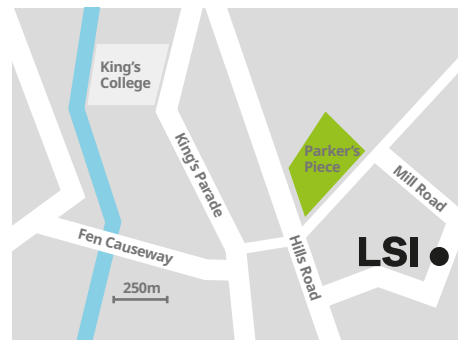 King's
College
King's Parade
Parker's
Piece
Mill Road
Fen Causeway
Hills Road
LSI
250m